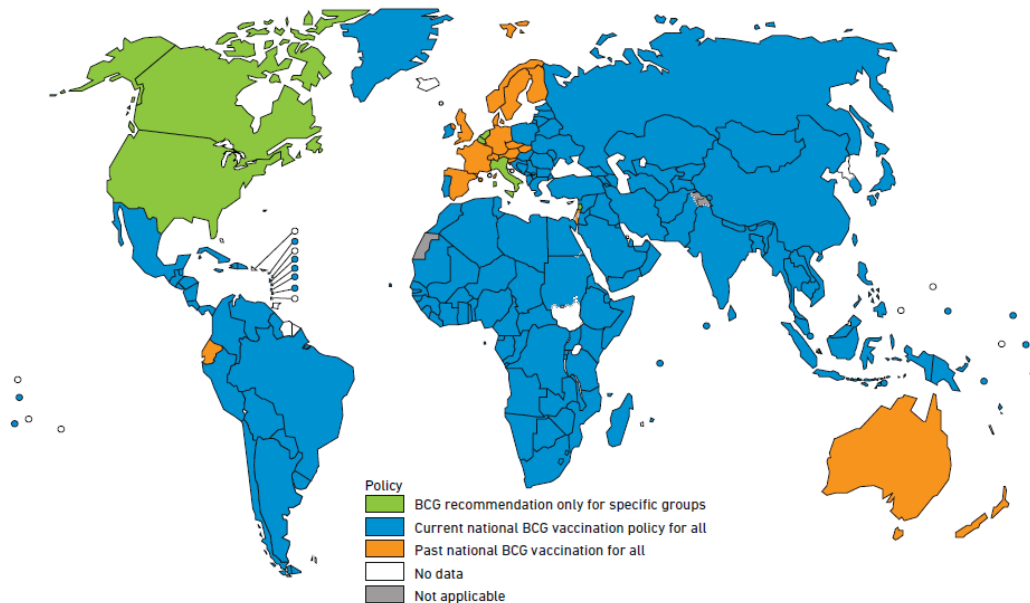 Policy
BCG recommendation only for specific groups
Current national BCG vaccination policy for all
Past national BCG vaccination for all
No data
Not applicable